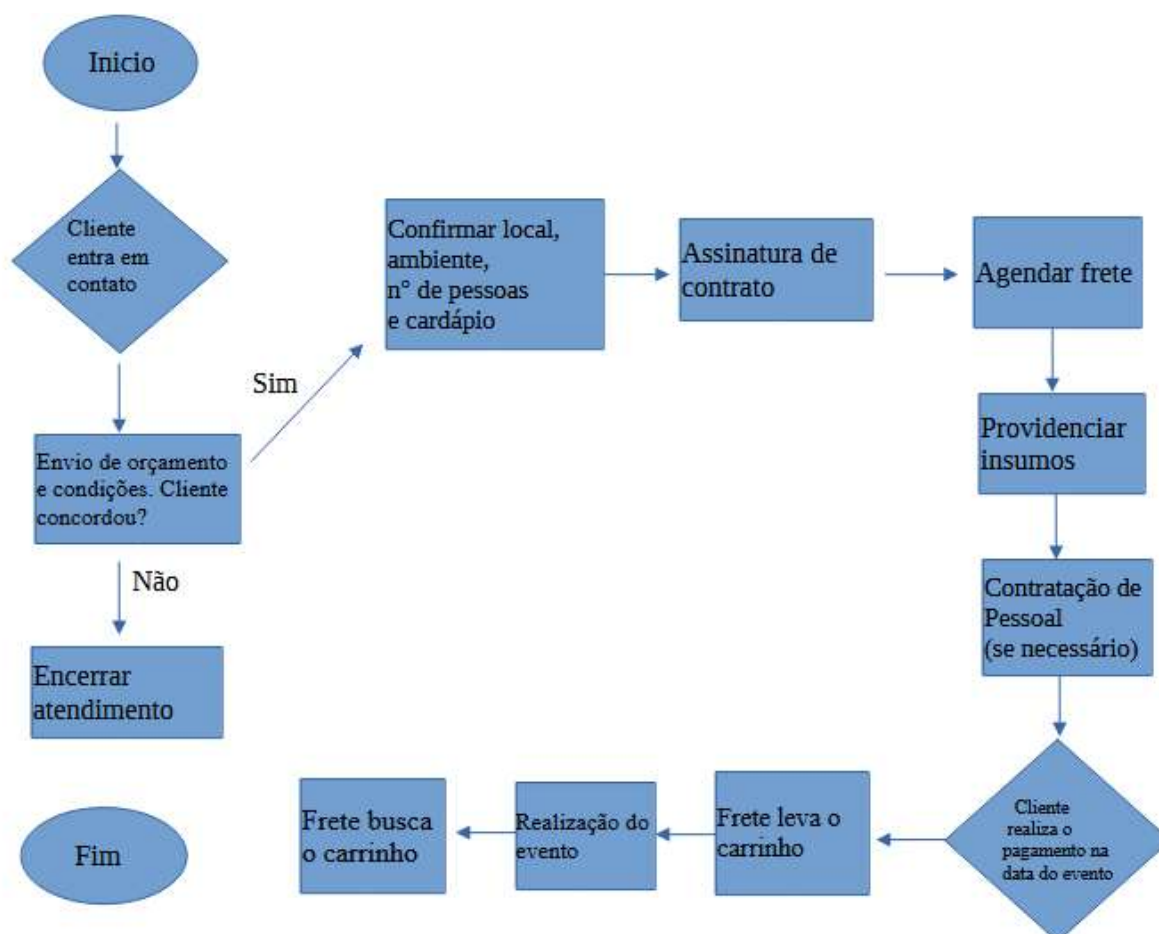 Inicio
Cliente
entra em
contato
Envio de orçamento
e condições. Cliente
concordou?
Sim
Não
Encerrar
atendimento
Confirmar local,
ambiente,
n° de pessoas
e cardápio
Assinatura de
contrato
Agendar frete
Providenciar
insumos
Contratação de
Pessoal
(se necessário)
Cliente
realiza o
pagamento na
data do evento
Frete leva o
carrinho
Realização do
evento
Frete busca
o carrinho
Fim